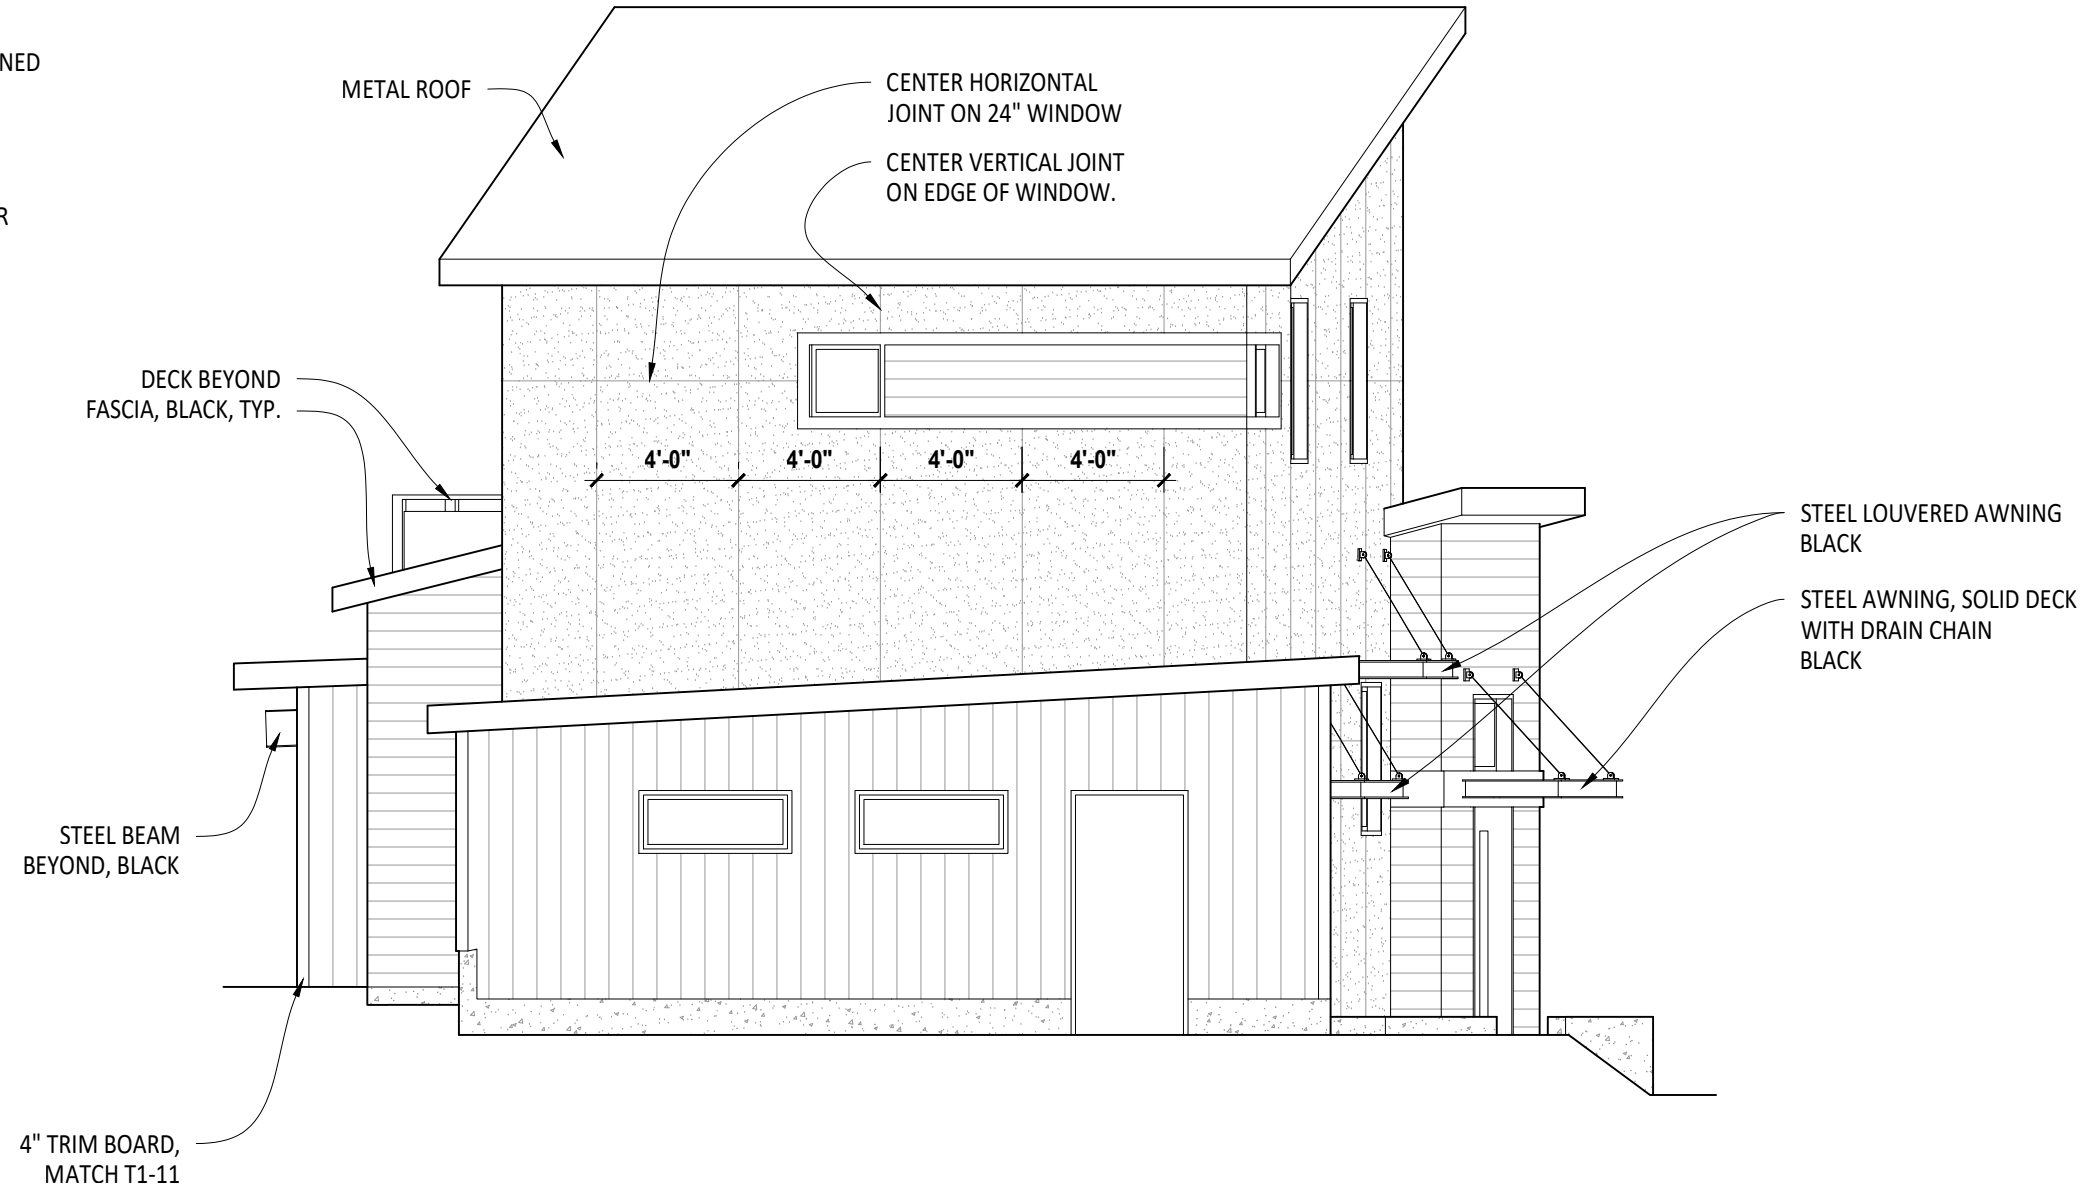 NED
R
METAL ROOF
CENTER HORIZONTAL
JOINT ON 24" WINDOW
CENTER VERTICAL JOINT
ON EDGE OF WINDOW.
DECK BEYOND
FASCIA, BLACK, TYP.
4'-0" 4'-0" 4'-0" 4'-0"
STEEL LOUVERED AWNING
BLACK
STEEL AWNING, SOLID DECK
WITH DRAIN CHAIN
BLACK
STEEL BEAM
BEYOND, BLACK
4" TRIM BOARD,
MATCH T1-11